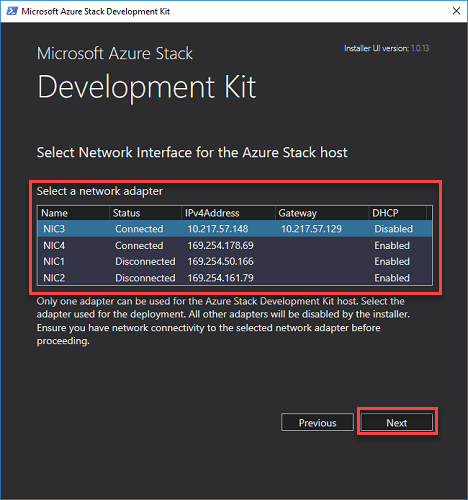 Microsoft Azure Stack Development Kit
Microsoft Azure Stack
Installer UI version: 1.0.13
Development Kit
Select Network Interface for the Azure Stack host
Select a network adapter
Name Status IPv4Address Gateway DHCP
NIC3 Connected 10.217.57.148 10.217.57.129 Disabled
NIC4 Connected 169.254.178.69 Enabled
NIC1 Disconnected 169.254.50.166 Enabled
NIC2 Disconnected 169.254.161.79 Enabled
Only one adapter can be used for the Azure Stack Development Kit host. Select the
adapter used for the deployment. All other adapters will be disabled by the installer.
Ensure you have network connectivity to the selected network adapter before
proceeding.
Previous Next